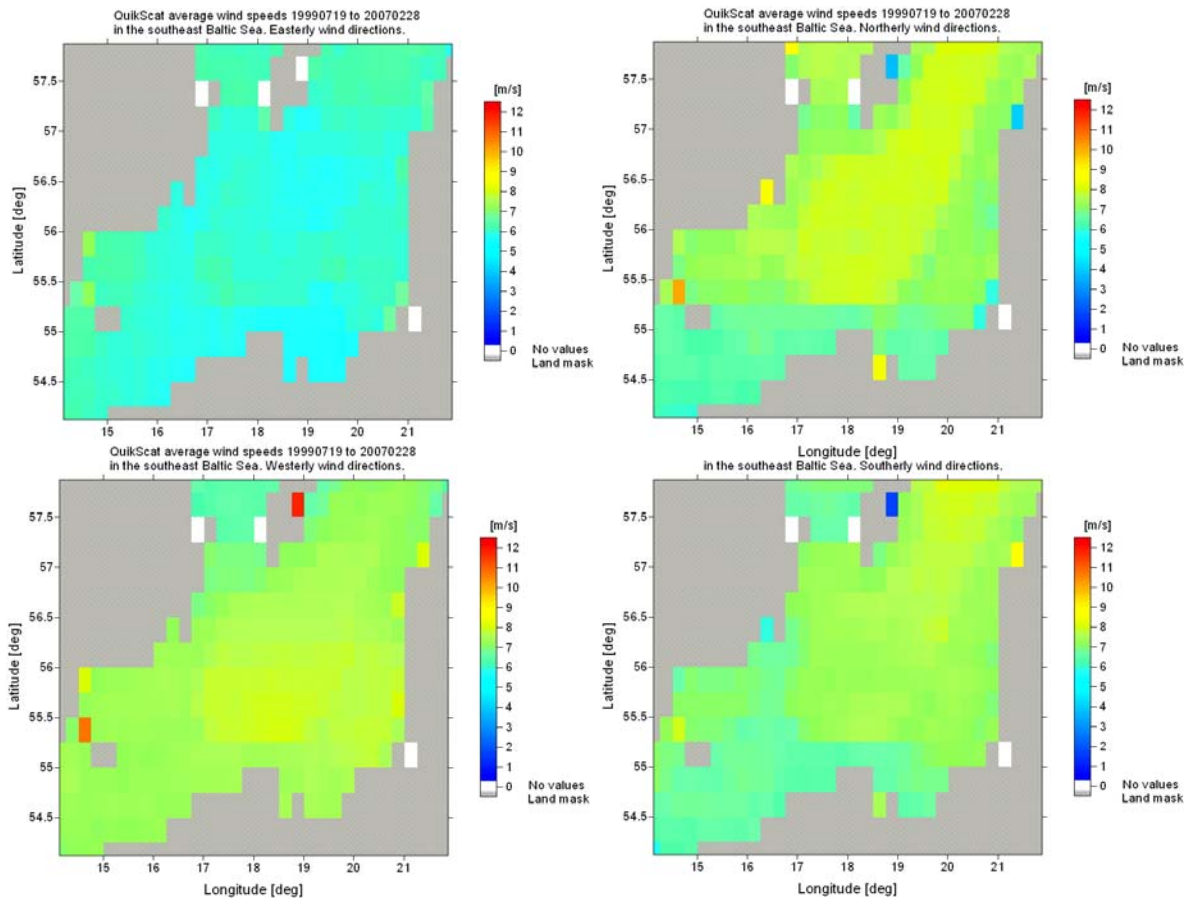 QuikScat average wind speeds 19990719 to 20070228
in the southeast Baltic Sea. Easterly wind directions.
57.5
57
56.5
56
55.5
55
54.5
Latitude [deg]
15 16 17 18 19 20 21
[m/s]
12
11
10
9
8
7
6
5
4
3
2
1
0
No values
Land mask
QuikScat average wind speeds 19990719 to 20070228
in the southeast Baltic Sea. Northerly wind directions.
57.5
57
56.5
56
55.5
55
54.5
Latitude [deg]
15 16 17 18 19 20 21
Longitude [deg]
[m/s]
12
11
10
9
8
7
6
5
4
3
2
1
0
No values
Land mask
QuikScat average wind speeds 19990719 to 20070228
in the southeast Baltic Sea. Westerly wind directions.
57.5
57
56.5
56
55.5
55
54.5
Latitude [deg]
15 16 17 18 19 20 21
Longitude [deg]
[m/s]
12
11
10
9
8
7
6
5
4
3
2
1
0
No values
Land mask
in the southeast Baltic Sea. Southerly wind directions.
57.5
57
56.5
56
55.5
55
54.5
Latitude [deg]
15 16 17 18 19 20 21
Longitude [deg]
[m/s]
12
11
10
9
8
7
6
5
4
3
2
1
0
No values
Land mask